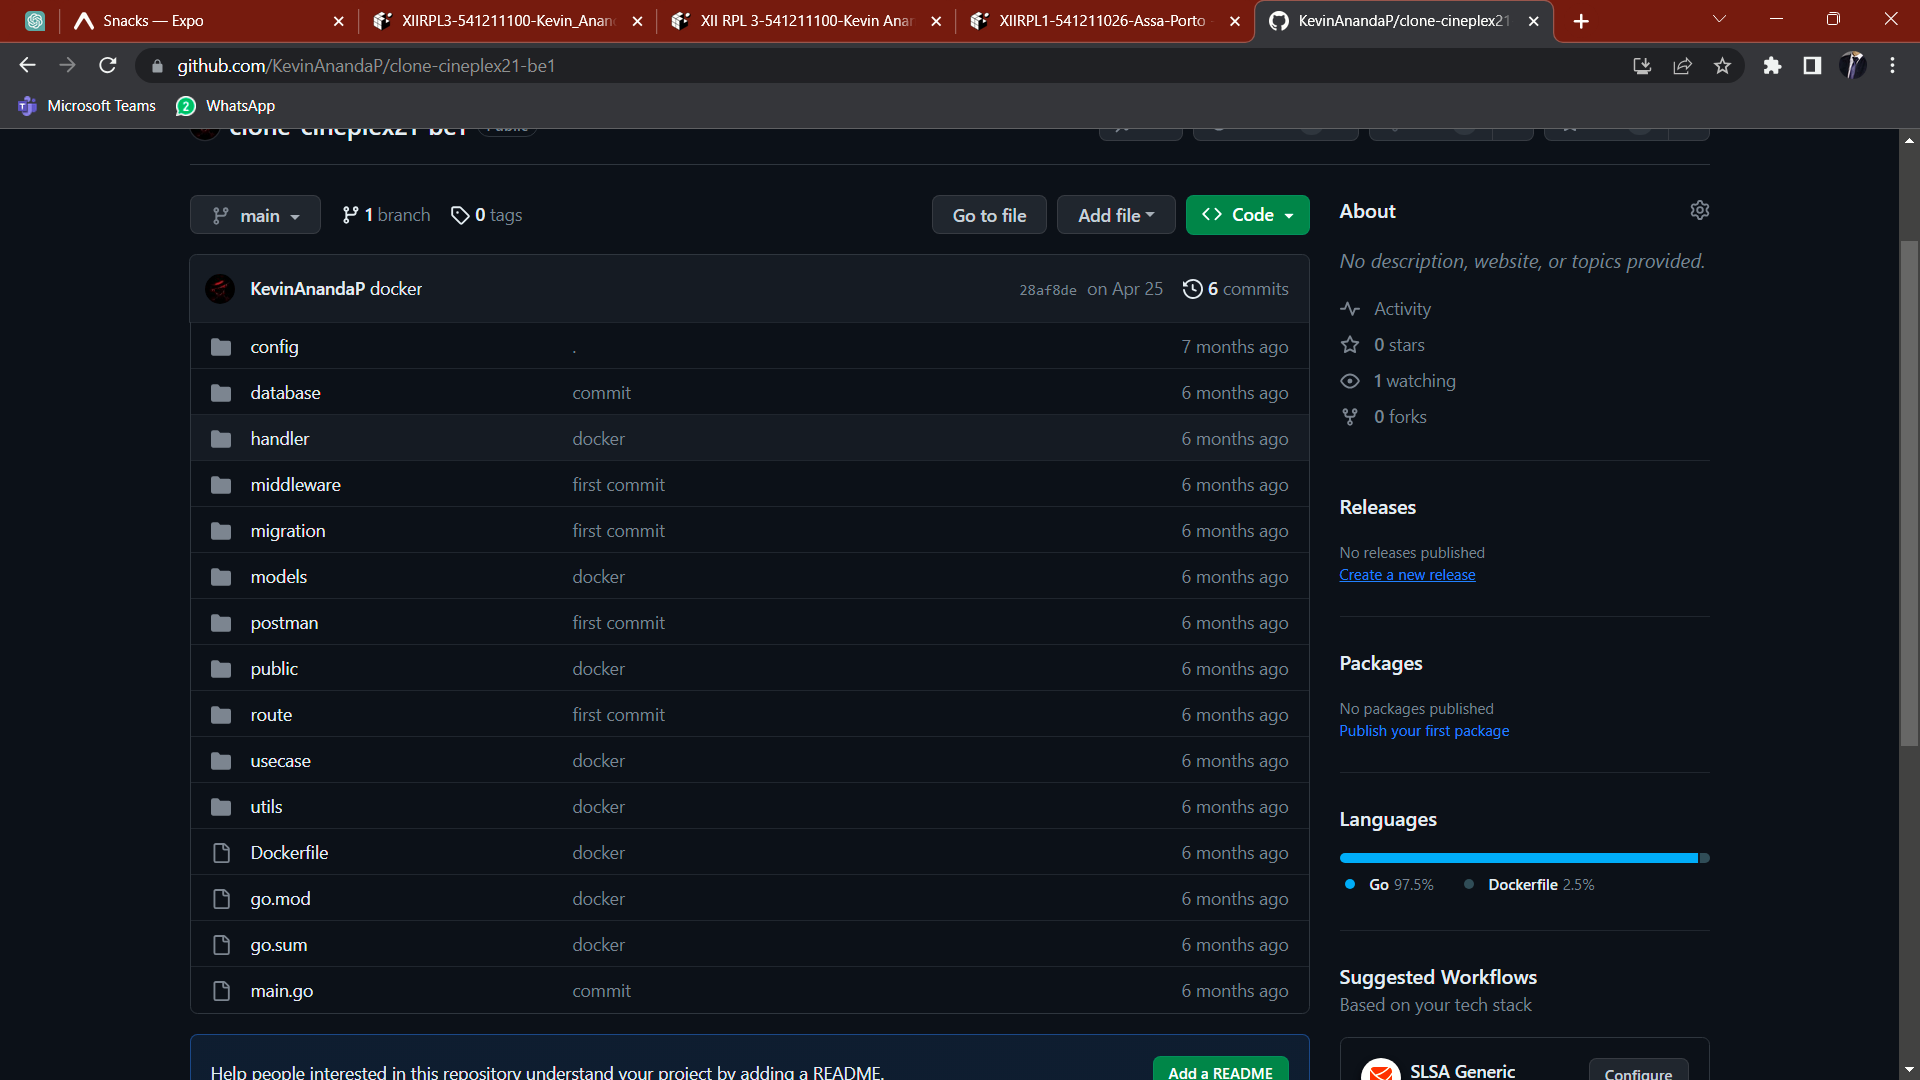 Snacks — Expo
XIIRPL3-541211100-Kevin_Anan
XII RPL 3-541211100-Kevin Anan
XIIRPL1-541211026-Assa-Porto
KevinAnandaP/clone-cineplex21
github.com/KevinAnandaP/clone-cineplex21-be1
Microsoft Teams
2 WhatsApp
clone-cineplex21-be1 Public
main
1 branch
0 tags
Go to file
Add file
<> Code
KevinAnandaP docker
28af8de on Apr 25
6 commits
config . 7 months ago
database commit 6 months ago
handler docker 6 months ago
middleware first commit 6 months ago
migration first commit 6 months ago
models docker 6 months ago
postman first commit 6 months ago
public docker 6 months ago
route first commit 6 months ago
usecase docker 6 months ago
utils docker 6 months ago
Dockerfile docker 6 months ago
go.mod docker 6 months ago
go.sum docker 6 months ago
main.go commit 6 months ago
Help people interested in this repository understand your project by adding a README.
Add a README
About
No description, website, or topics provided.
Activity
0 stars
1 watching
0 forks
Releases
No releases published
Create a new release
Packages
No packages published
Publish your first package
Languages
Go 97.5%
Dockerfile 2.5%
Suggested Workflows
Based on your tech stack
SLSA Generic
Configure